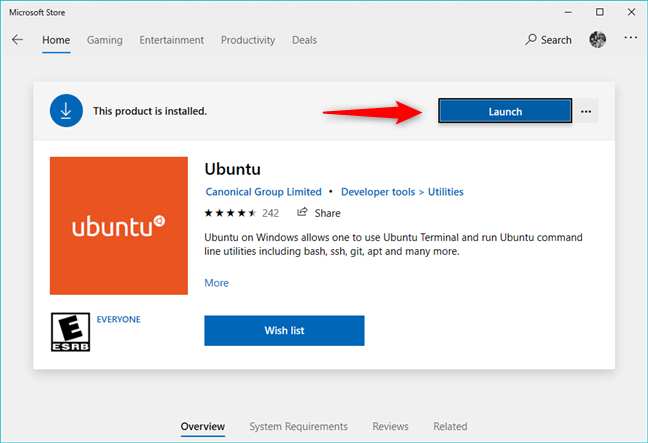 Microsoft Store
Home Gaming Entertainment Productivity Deals Search
This product is installed.
Launch
Ubuntu
Canonical Group Limited • Developer tools > Utilities
242 Share
ubuntu
Ubuntu on Windows allows one to use Ubuntu Terminal and run Ubuntu command
line utilities including bash, ssh, git, apt and many more.
More
E
ESRB
EVERYONE
Wish list
Overview System Requirements Reviews Related